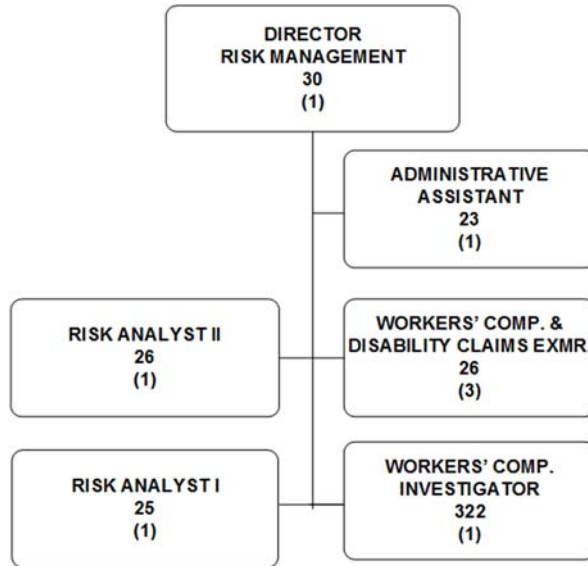 DIRECTOR
RISK MANAGEMENT
30
(1)
ADMINISTRATIVE
ASSISTANT
23
(1)
RISK ANALYST II
26
(1)
WORKERS' COMP. &
DISABILITY CLAIMS EXMR
26
(3)
RISK ANALYST I
25
(1)
WORKERS' COMP.
INVESTIGATOR
322
(1)